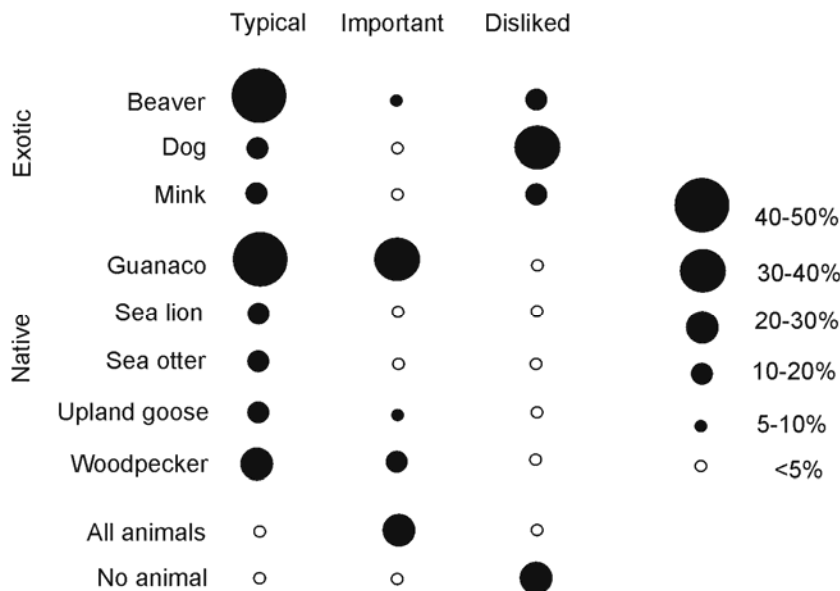 Typical Important Disliked
Exotic
Beaver
Dog
Mink
Native
Guanaco
Sea lion
Sea otter
Upland goose
Woodpecker
All animals
No animal
40-50%
30-40%
20-30%
10-20%
5-10%
<5%